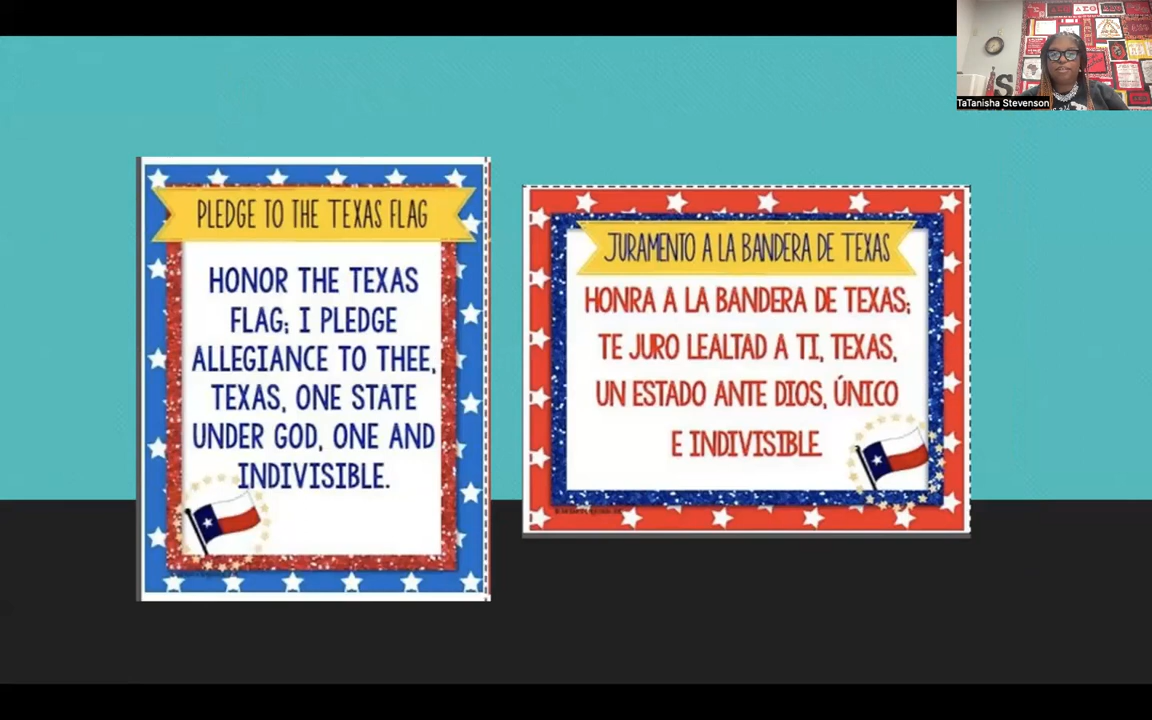 TaTanisha Stevenson
PLEDGE TO THE TEXAS FLAG
HONOR THE TEXAS
FLAG; I PLEDGE
ALLEGIANCE TO THEE,
TEXAS, ONE STATE
UNDER GOD, ONE AND
INDIVISIBLE.
JURAMENTO A LA BANDERA DE TEXAS
HONRA A LA BANDERA DE TEXAS;
TE JURO LEALTAD A TI, TEXAS,
UN ESTADO ANTE DIOS, ÚNICO
E INDIVISIBLE.